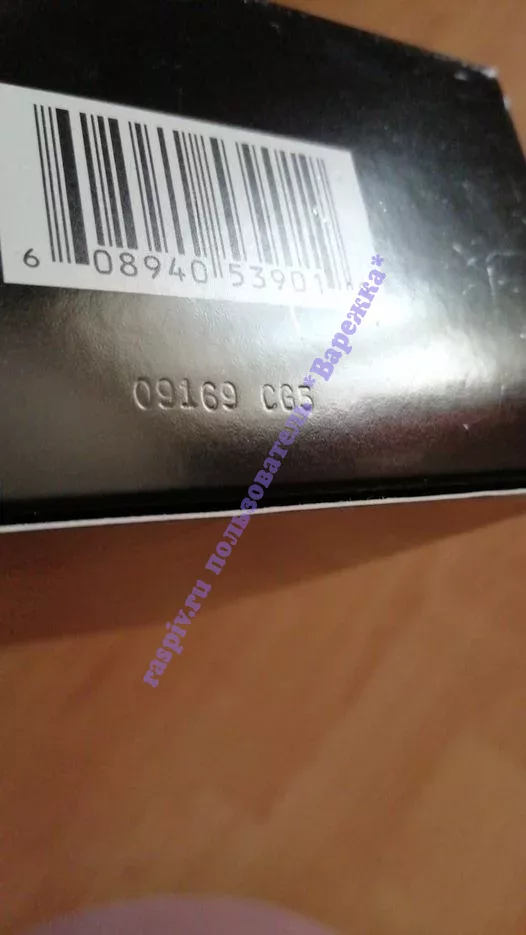 6 08940 53901
09169 CG5
raspiv.ru пользователь *Варежка*